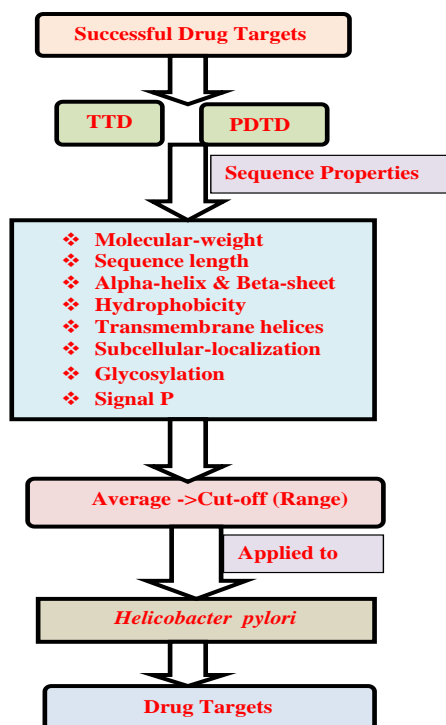 Successful Drug Targets
TTD
PDTD
Sequence Properties
❖ Molecular-weight
❖ Sequence length
❖ Alpha-helix & Beta-sheet
❖ Hydrophobicity
❖ Transmembrane helices
❖ Subcellular-localization
❖ Glycosylation
❖ Signal P
Average ->Cut-off (Range)
Applied to
Helicobacter pylori
Drug Targets